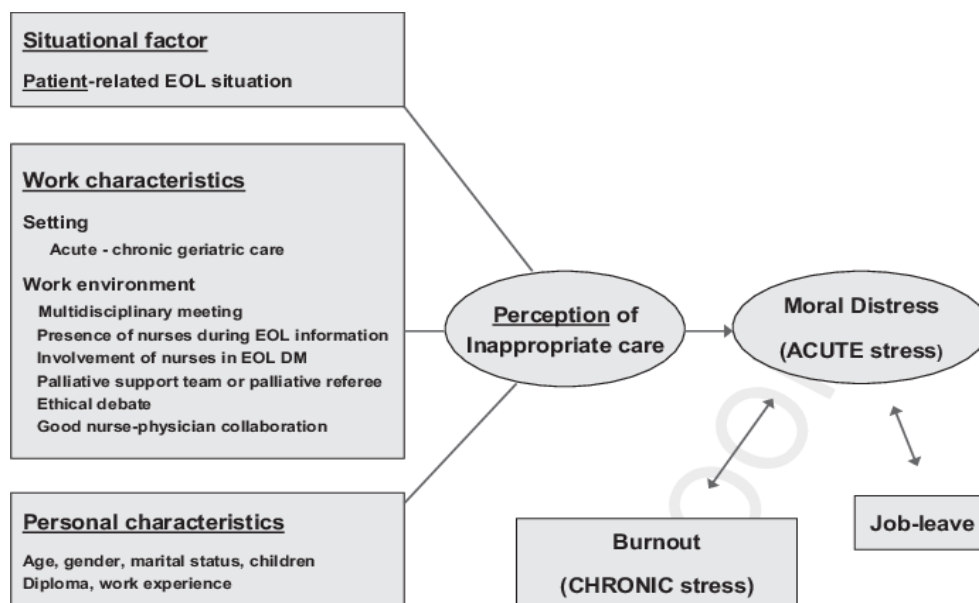 Situational factor
Patient-related EOL situation
Work characteristics
Setting
Acute - chronic geriatric care
Work environment
Multidisciplinary meeting
Presence of nurses during EOL information
Involvement of nurses in EOL DM
Palliative support team or palliative referee
Ethical debate
Good nurse-physician collaboration
Personal characteristics
Age, gender, marital status, children
Diploma, work experience
Perception of
Inappropriate care
Moral Distress
(ACUTE stress)
Burnout
(CHRONIC stress)
Job-leave